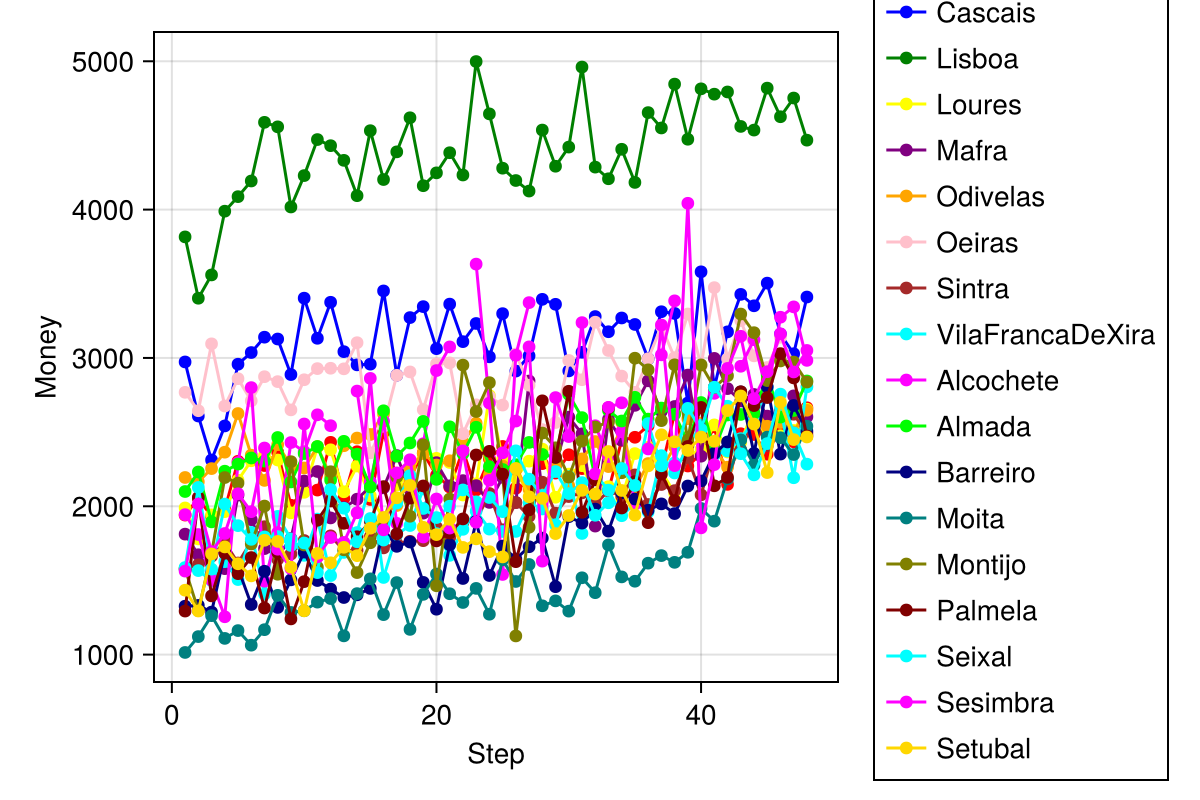 5000
4000
3000
2000
1000
Money
0
20
40
Step
Cascais
Lisboa
Loures
Mafra
Odivelas
Oeiras
Sintra
VilaFrancaDeXira
Alcochete
Almada
Barreiro
Moita
Montijo
Palmela
Seixal
Sesimbra
Setubal